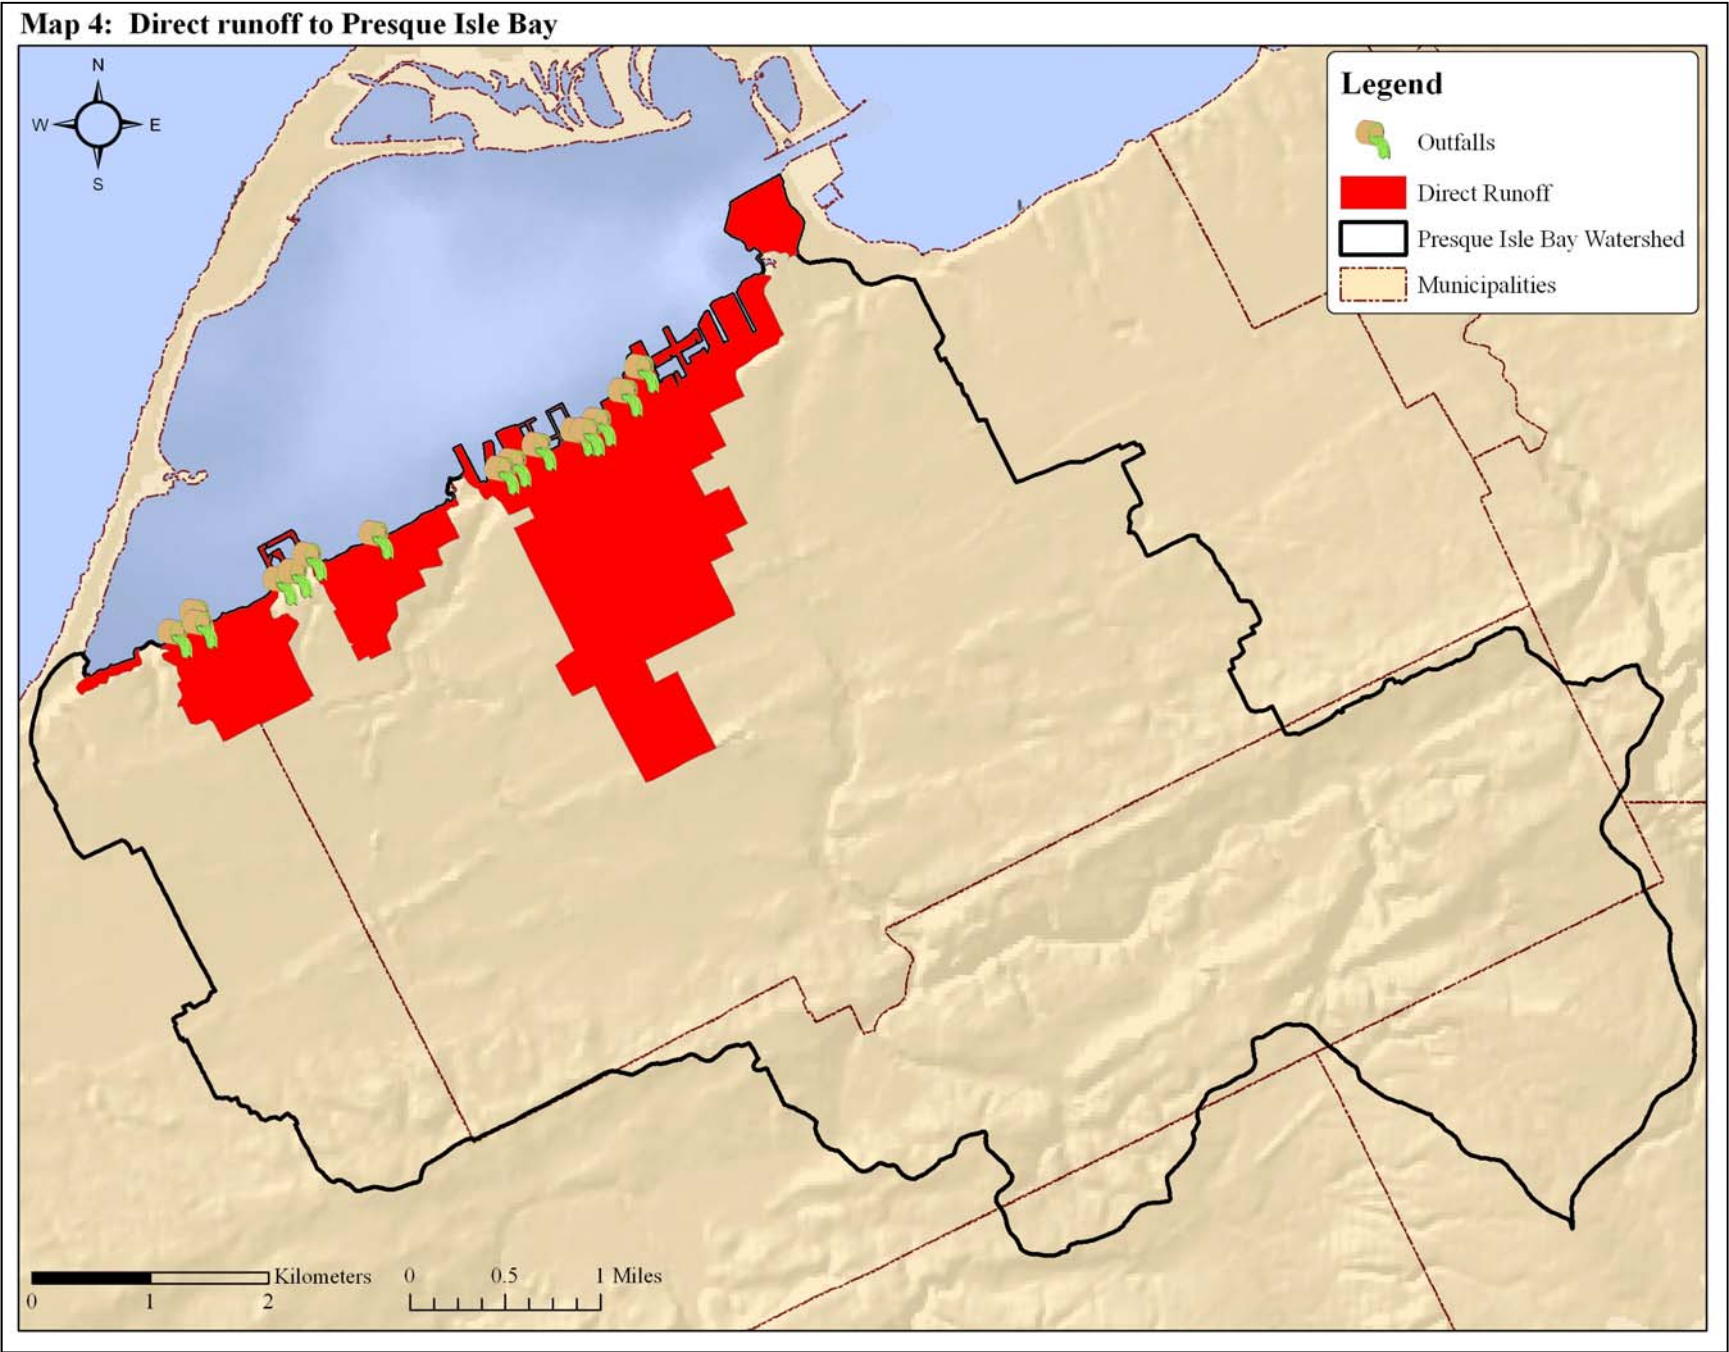 Map 4: Direct runoff to Presque Isle Bay
N
W E
S
Legend
Outfalls
Direct Runoff
Presque Isle Bay Watershed
Municipalities
Kilometers
0 1 2
0 0.5 1 Miles